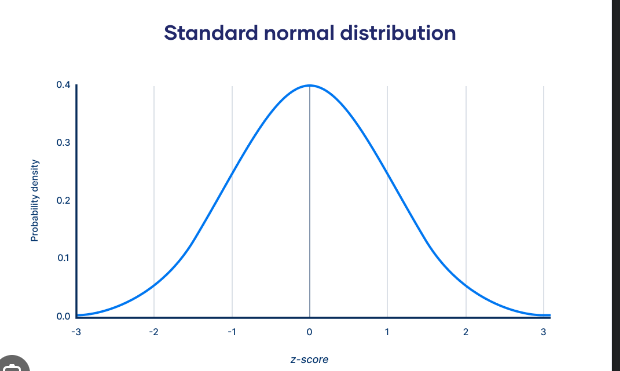 Standard normal distribution
0.4
0.3
0.2
0.1
0.0
Probability density
-3 -2 -1 0 1 2 3
z-score